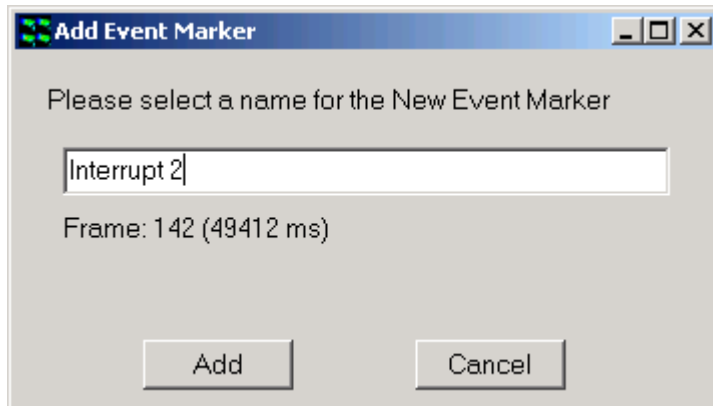 Add Event Marker
Please select a name for the New Event Marker
Interrupt 2
Frame: 142 (49412 ms)
Add Cancel